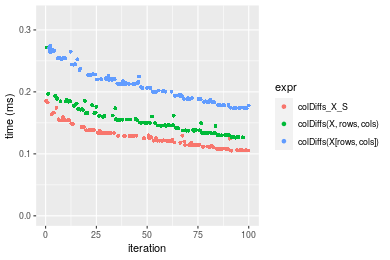 0.3
0.2
0.1
0.0
time (ms)
0
25
50
75
100
iteration
expr
colDiffs_X_S
colDiffs(X, rows, cols)
colDiffs(X[rows, cols])